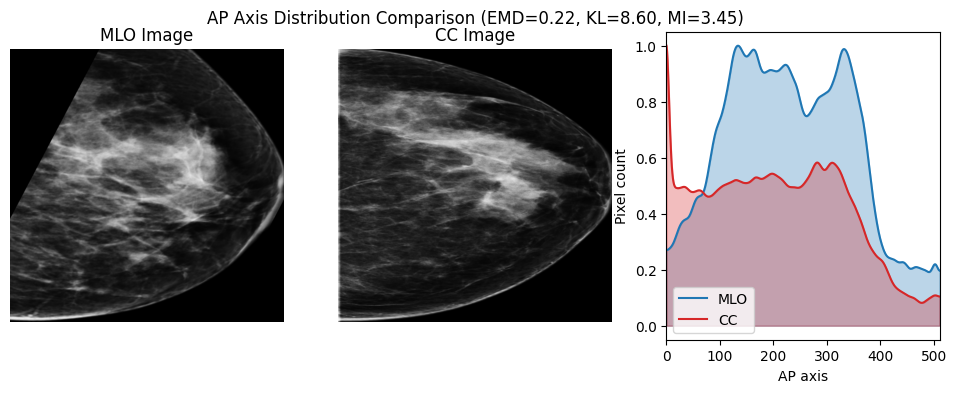 AP Axis Distribution Comparison (EMD=0.22, KL=8.60, MI=3.45)
MLO Image
CC Image
Pixel count
1.0
0.8
0.6
0.4
0.2
0.0
MLO
CC
0 100 200 300 400 500
AP axis